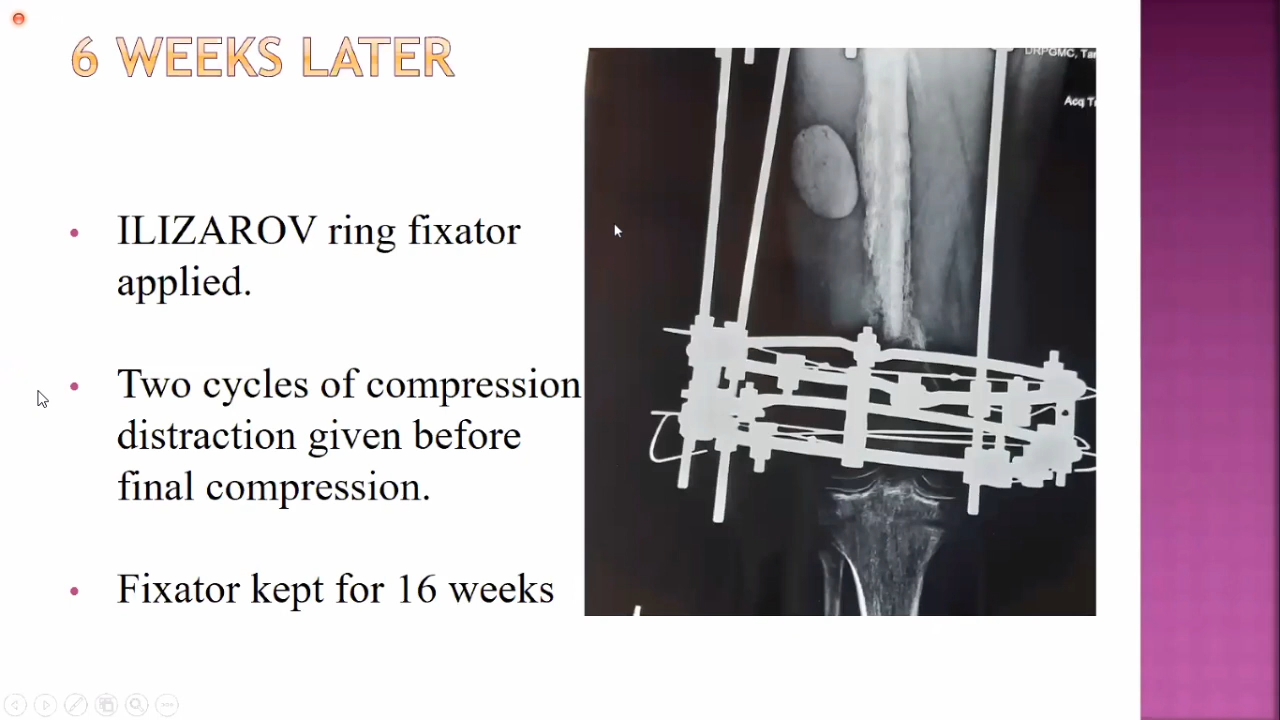 6 WEEKS LATER
DRPGMC, Tan
Acq T
• ILIZAROV ring fixator
applied.
• Two cycles of compression
distraction given before
final compression.
• Fixator kept for 16 weeks